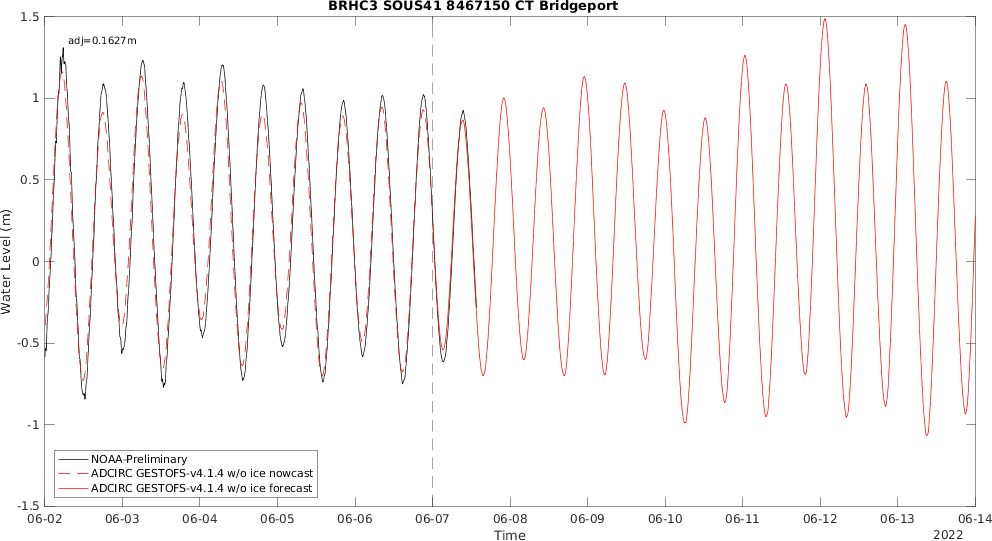 BRHC3 SOUS41 8467150 CT Bridgeport
adj=0.1627m
1.5
1
0.5
0
-0.5
-1
-1.5
Water Level (m)
NOAA-Preliminary
ADCIRC GESTOFS-v4.1.4 w/o ice nowcast
ADCIRC GESTOFS-v4.1.4 w/o ice forecast
06-02 06-03 06-04 06-05 06-06 06-07 06-08 06-09 06-10 06-11 06-12 06-13 06-14
Time
2022